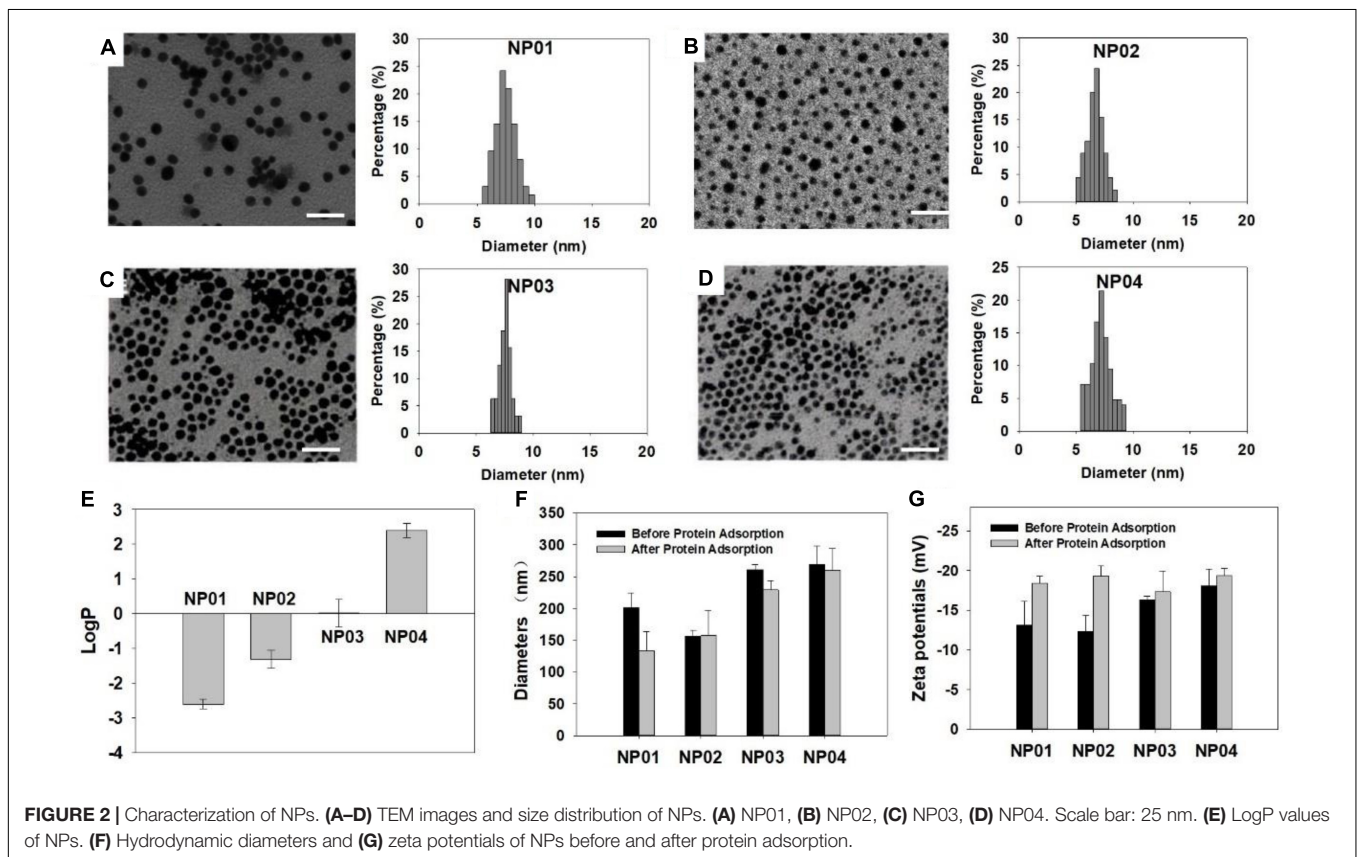 A
NP01
Percentage (%)
30
25
20
15
10
5
0
0 5 10 15 20
Diameter (nm)
B
NP02
Percentage (%)
30
25
20
15
10
5
0
0 5 10 15 20
Diameter (nm)
C
NP03
Percentage (%)
30
25
20
15
10
5
0
0 5 10 15 20
Diameter (nm)
D
NP04
Percentage (%)
25
20
15
10
5
0
0 5 10 15 20
Diameter (nm)
E
LogP
3
2
1
0
-1
-2
-3
-4
NP01 NP02
NP03 NP04
F
Diameters (nm)
350
300
250
200
150
100
50
0
Before Protein Adsorption
After Protein Adsorption
NP01 NP02 NP03 NP04
G
Zeta potentials (mV)
-25
-20
-15
-10
-5
0
Before Protein Adsorption
After Protein Adsorption
NP01 NP02 NP03 NP04
FIGURE 2 | Characterization of NPs. (A–D) TEM images and size distribution of NPs. (A) NP01, (B) NP02, (C) NP03, (D) NP04. Scale bar: 25 nm. (E) LogP values
of NPs. (F) Hydrodynamic diameters and (G) zeta potentials of NPs before and after protein adsorption.